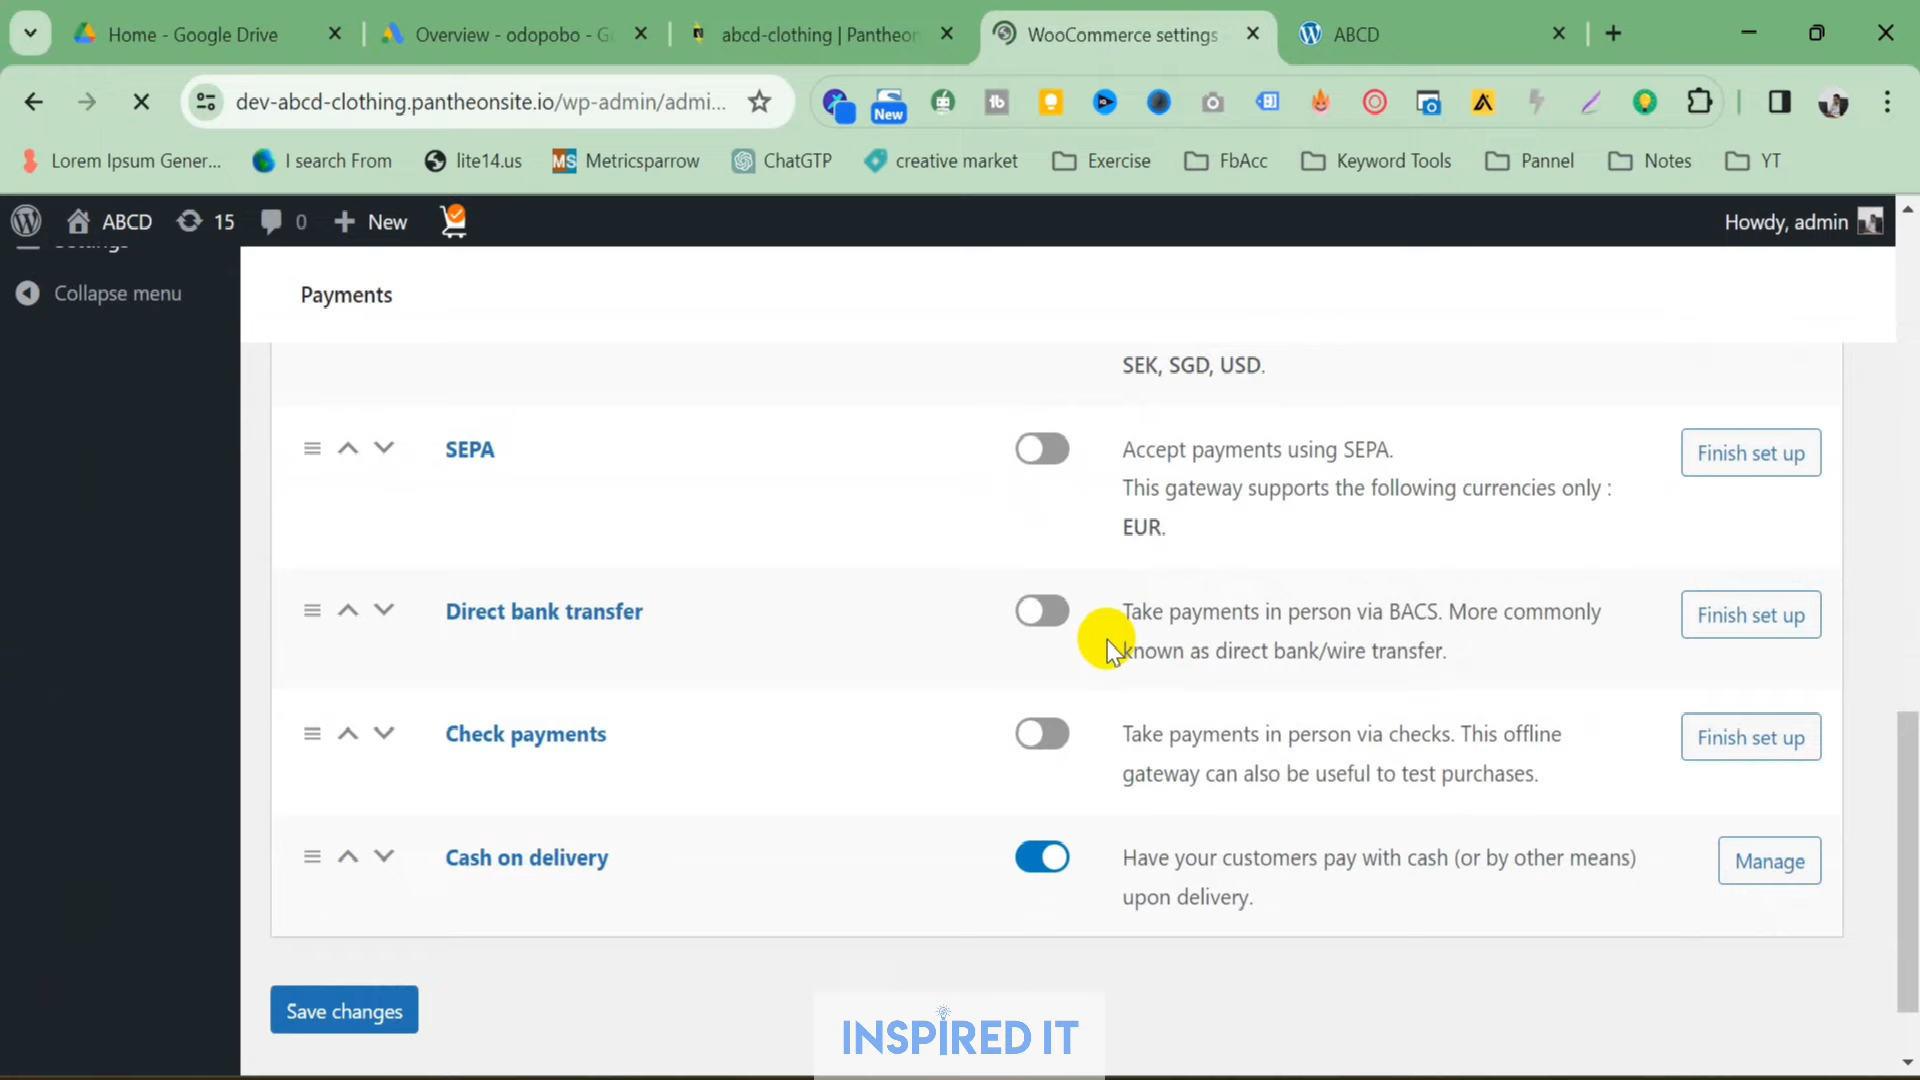 Home - Google Drive
Overview - odopobo - G
abcd-clothing | Pantheon
WooCommerce settings
ABCD
dev-abcd-clothing.pantheonsite.io/wp-admin/admi...
New
Lorem Ipsum Gener...
I search From
lite14.us
MS Metricsparrow
ChatGTP
creative market
Exercise
FbAcc
Keyword Tools
Pannel
Notes
YT
ABCD
15
0
New
Howdy, admin
Settings
Collapse menu
Payments
SEK, SGD, USD.
SEPA
Accept payments using SEPA.
This gateway supports the following currencies only :
EUR.
Finish set up
Direct bank transfer
Take payments in person via BACS. More commonly
known as direct bank/wire transfer.
Finish set up
Check payments
Take payments in person via checks. This offline
gateway can also be useful to test purchases.
Finish set up
Cash on delivery
Have your customers pay with cash (or by other means)
upon delivery.
Manage
Save changes
INSPIRED IT